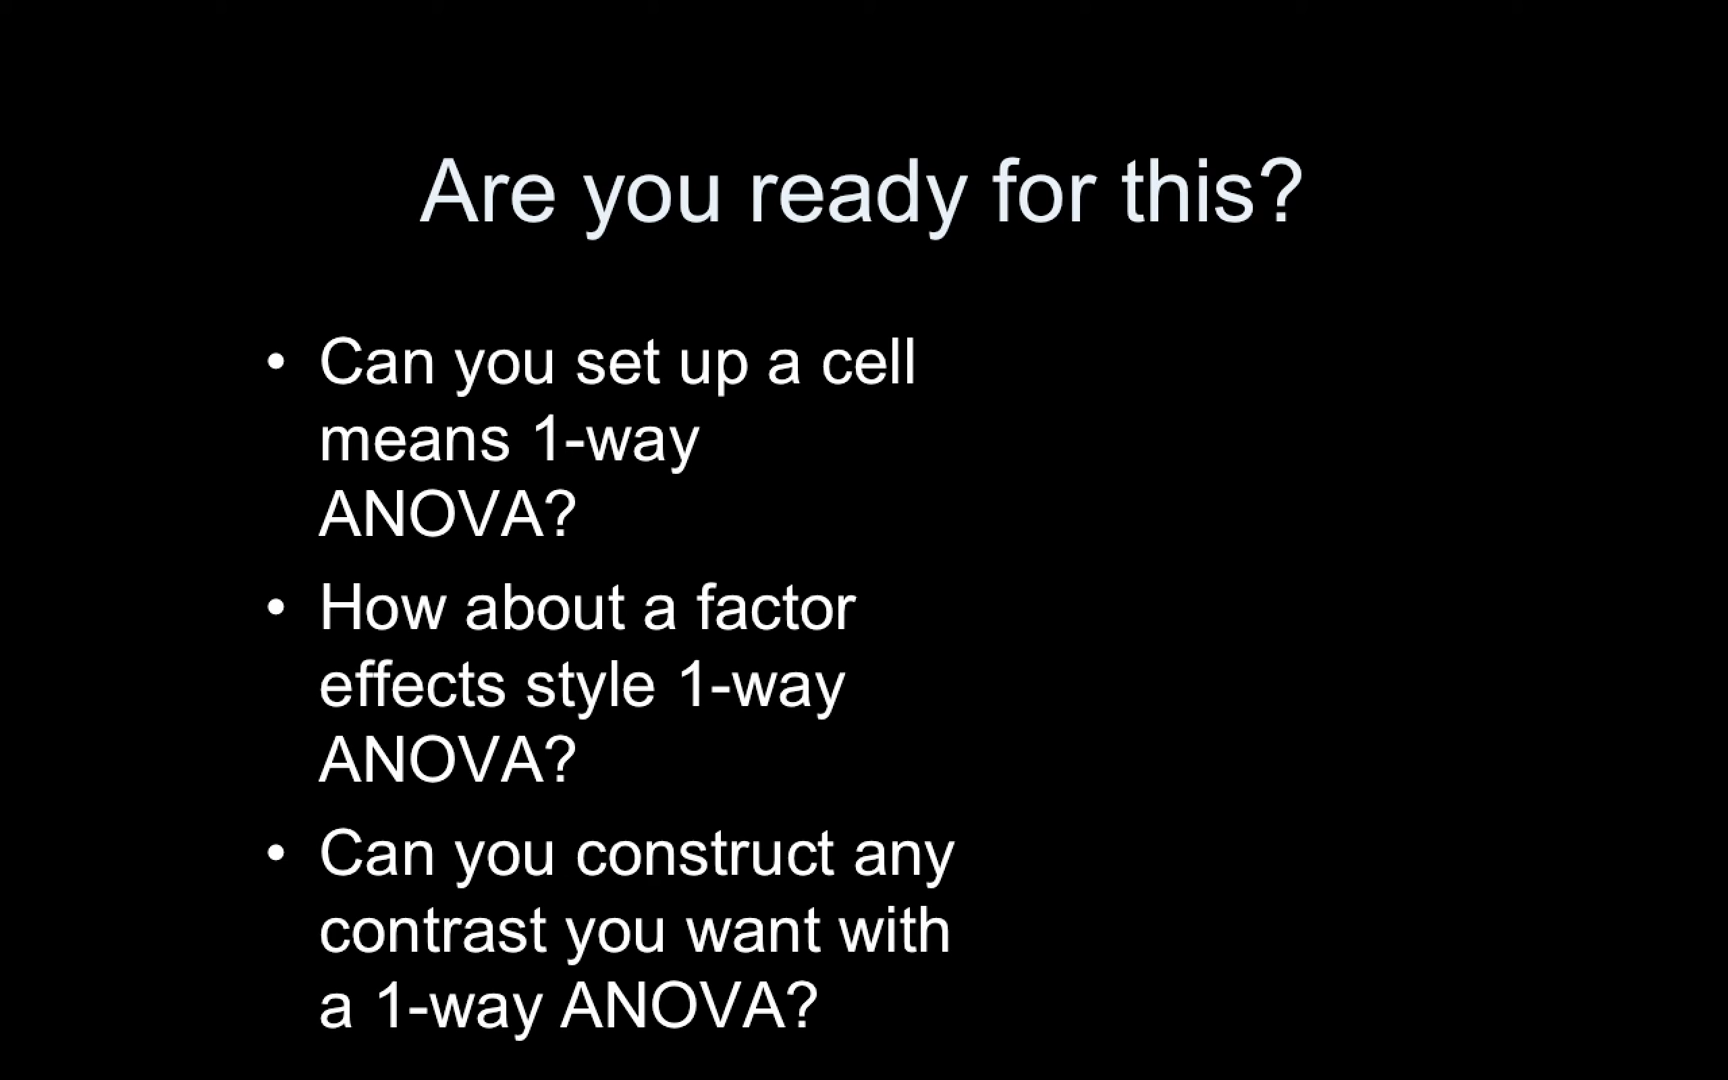 Are you ready for this?
• Can you set up a cell
means 1-way
ANOVA?
• How about a factor
effects style 1-way
ANOVA?
• Can you construct any
contrast you want with
a 1-way ANOVA?